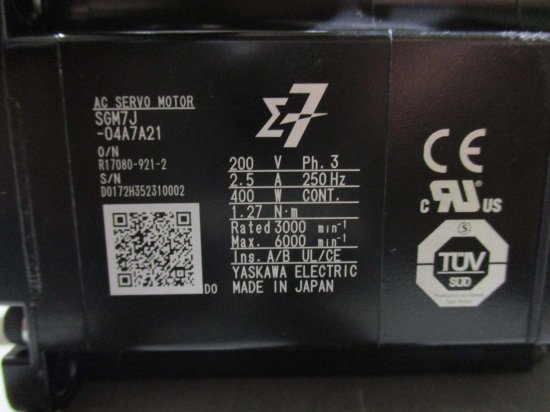 AC SERVO MOTOR
SGM7J
-04A7A21
O/N
R17080-921-2
S/N
D0172H352310002
Σ7
200 V Ph. 3
2.5 A 250 Hz
400 W CONT.
1.27 N·m
Rated 3000 min⁻¹
Max. 6000 min⁻¹
Ins. A/B UL/CE
YASKAWA ELECTRIC
DO MADE IN JAPAN
CE
C RU US
TÜV
SÜD